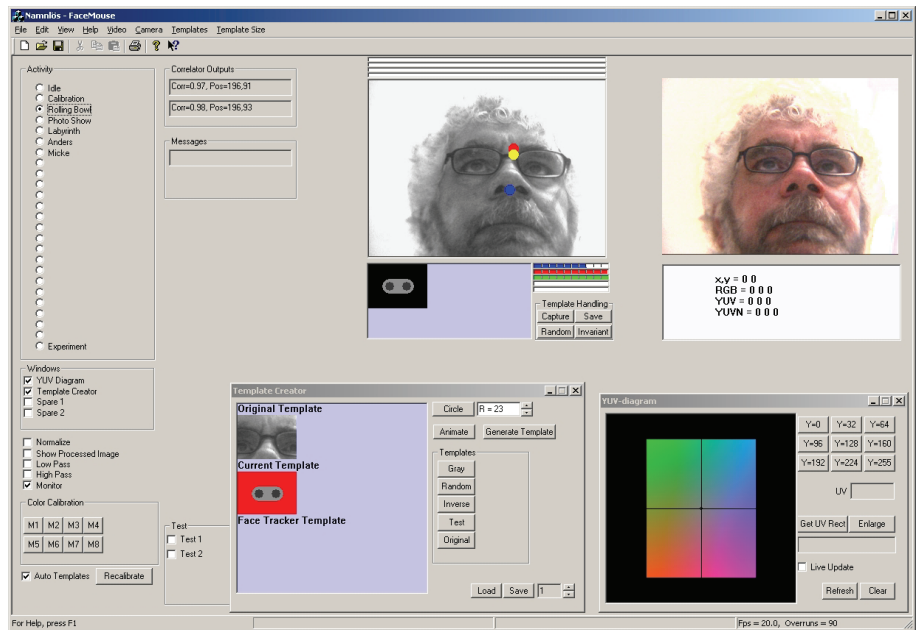 Namnlös - FaceMouse
File Edit View Help Video Camera Templates Template Size
Activity
Idle
Calibration
Rolling Bowl
Photo Show
Labyrinth
Anders
Micke
Experiment
Windows
YUV Diagram
Template Creator
Spare 1
Spare 2
Normalize
Show Processed Image
Low Pass
High Pass
Monitor
Color Calibration
M1 M2 M3 M4
M5 M6 M7 M8
Auto Templates Recalibrate
Correlator Outputs
Corr=0.97, Pos=196,91
Corr=0.98, Pos=196,93
Messages
Test
Test 1
Test 2
Template Handling
Capture Save
Random Invariant
x,y = 0 0
RGB = 0 0 0
YUV = 0 0 0
YUVN = 0 0 0
Template Creator
Original Template
Current Template
Face Tracker Template
Circle R = 23
Animate Generate Template
Templates
Gray
Random
Inverse
Test
Original
Load Save 1
YUV-diagram
Y=0 Y=32 Y=64
Y=96 Y=128 Y=160
Y=192 Y=224 Y=255
UV
Get UV Rect Enlarge
Live Update
Refresh Clear
For Help, press F1
Fps = 20.0, Overruns = 90